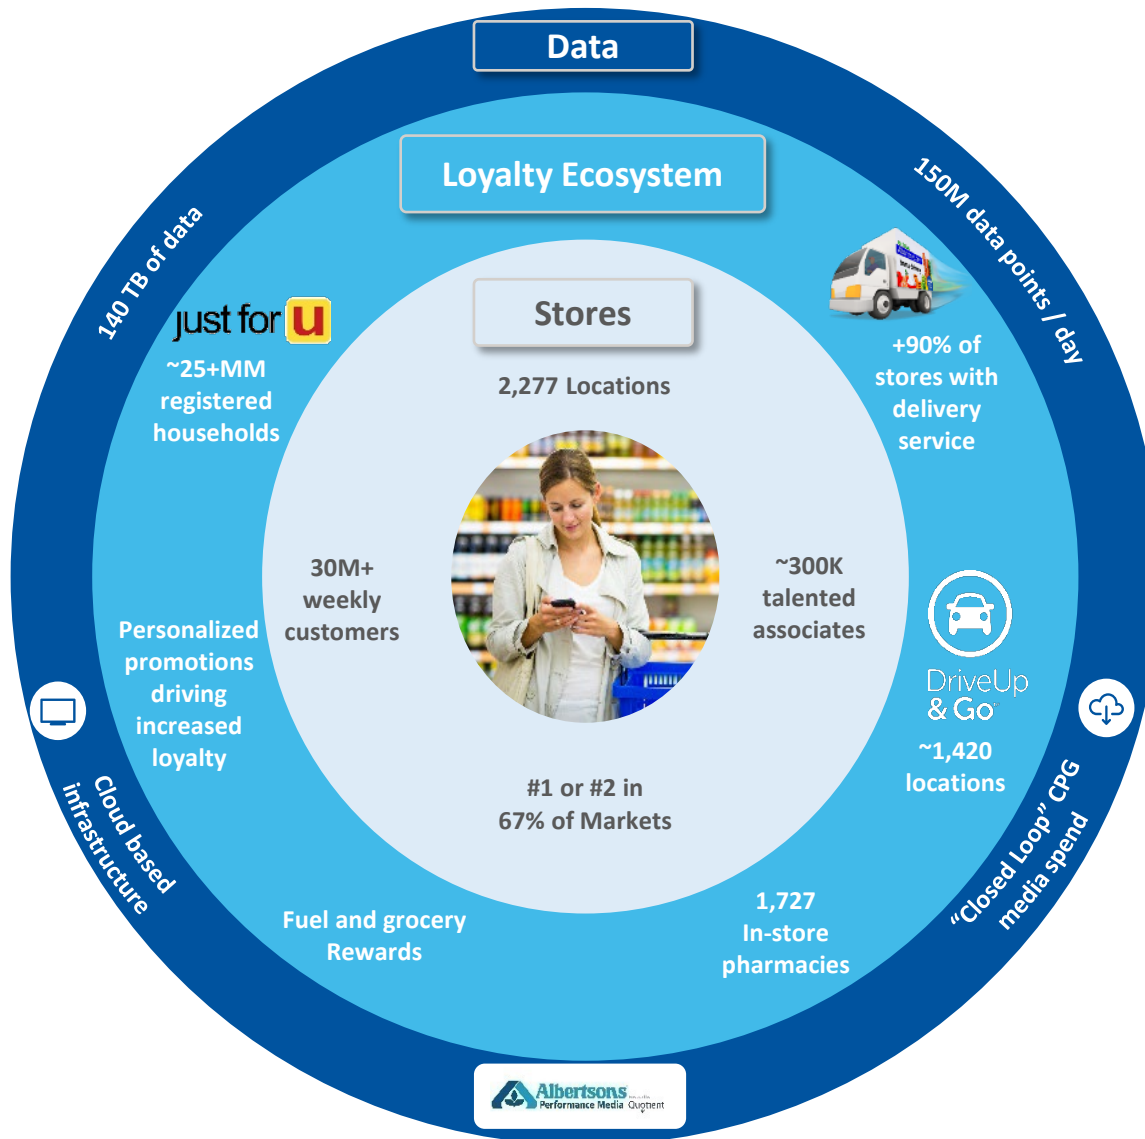 Data
Loyalty Ecosystem
150M data points / day
140 TB of data
just for u
~25+MM
registered
households
Stores
2,277 Locations
+90% of
stores with
delivery
service
30M+
weekly
customers
~300K
talented
associates
Personalized
promotions
driving
increased
loyalty
DriveUp
& Go
~1,420
locations
#1 or #2 in
67% of Markets
Cloud based
infrastructure
"Closed Loop" CPG
media spend
Fuel and grocery
Rewards
1,727
In-store
pharmacies
Albertsons
Performance Media
Quotient